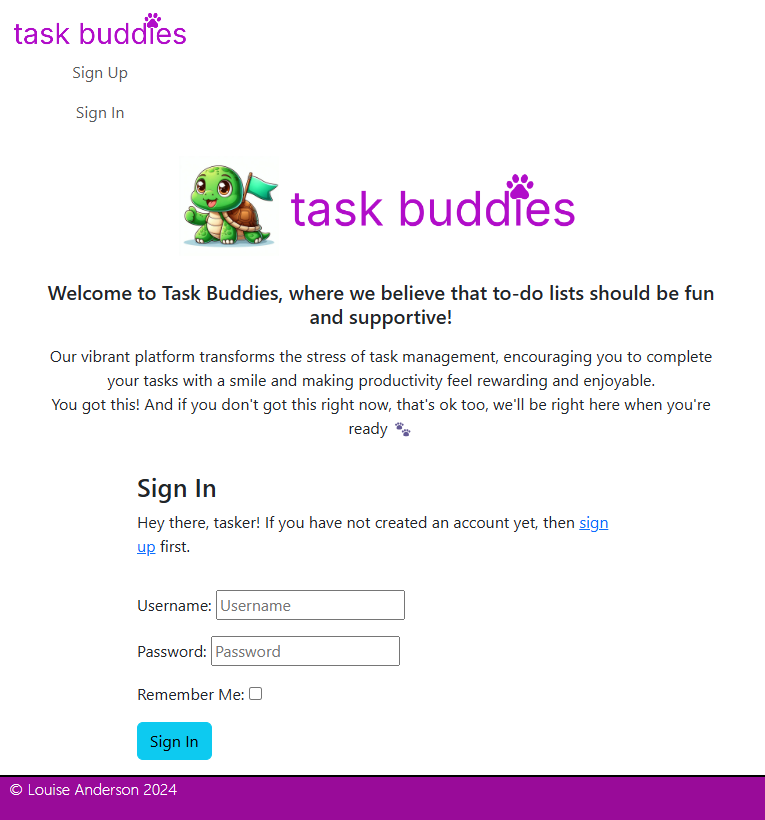 task buddies
Sign Up
Sign In
task buddies
Welcome to Task Buddies, where we believe that to-do lists should be fun
and supportive!
Our vibrant platform transforms the stress of task management, encouraging you to complete
your tasks with a smile and making productivity feel rewarding and enjoyable.
You got this! And if you don't got this right now, that's ok too, we'll be right here when you're
ready 🐾
Sign In
Hey there, tasker! If you have not created an account yet, then sign
up first.
Username: Username
Password: Password
Remember Me:
Sign In
© Louise Anderson 2024